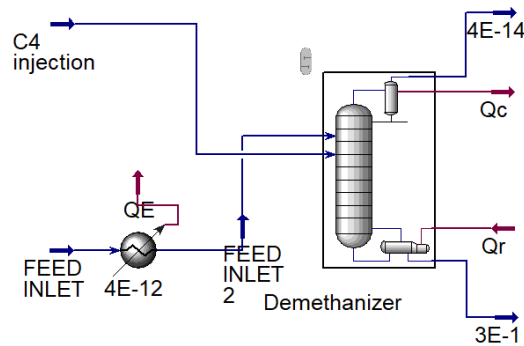 C4
injection
4E-14
Qc
QE
FEED
INLET
4E-12
FEED
INLET
2
Qr
Demethanizer
3E-1